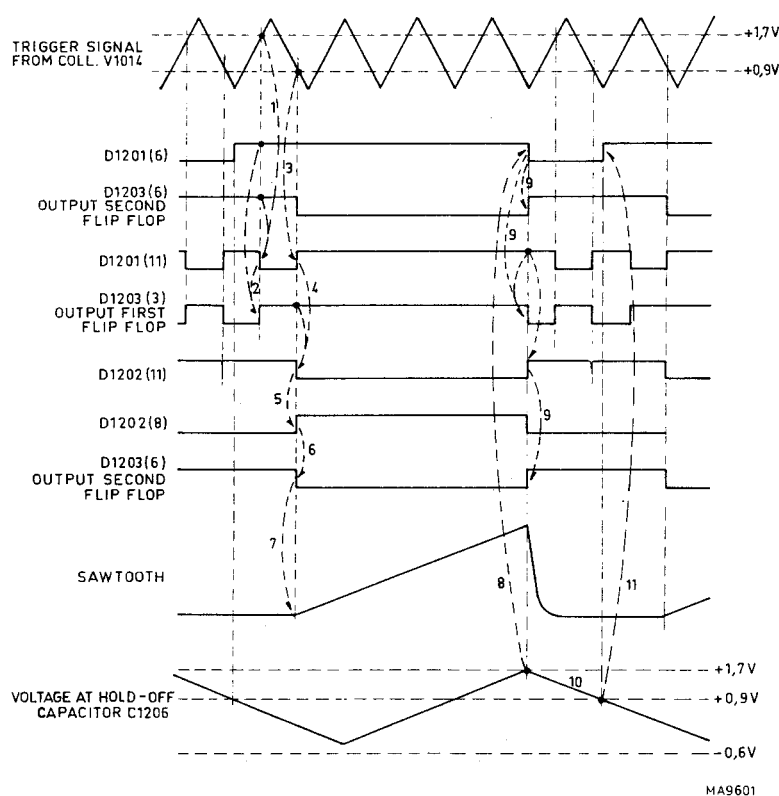 TRIGGER SIGNAL
FROM COLL. V1014
+1,7V
+0,9V
1
D1201(6)
3
9
D1203(6)
OUTPUT SECOND
FLIP FLOP
9
D1201(11)
2
4
D1203(3)
OUTPUT FIRST
FLIP FLOP
D1202(11)
5
9
D1202(8)
6
D1203(6)
OUTPUT SECOND
FLIP FLOP
7
SAWTOOTH
8
11
+1,7V
10
VOLTAGE AT HOLD-OFF
CAPACITOR C1206
+0,9V
-0,6V
MA9601